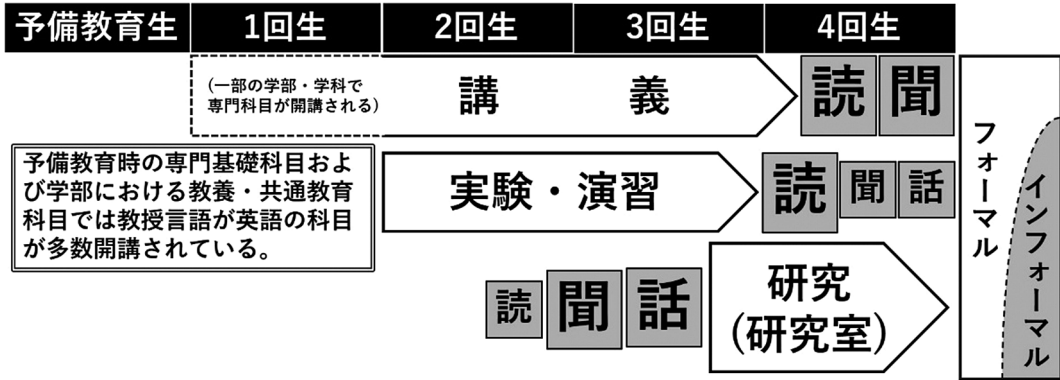 予備教育生
1回生
2回生
3回生
4回生
(一部の学部・学科で
専門科目が開講される)
講 義
読
聞
予備教育時の専門基礎科目およ
び学部における教養・共通教育
科目では教授言語が英語の科目
が多数開講されている。
実験・演習
読
聞
話
読
聞
話
研究
(研究室)
フォーマル
インフォーマル